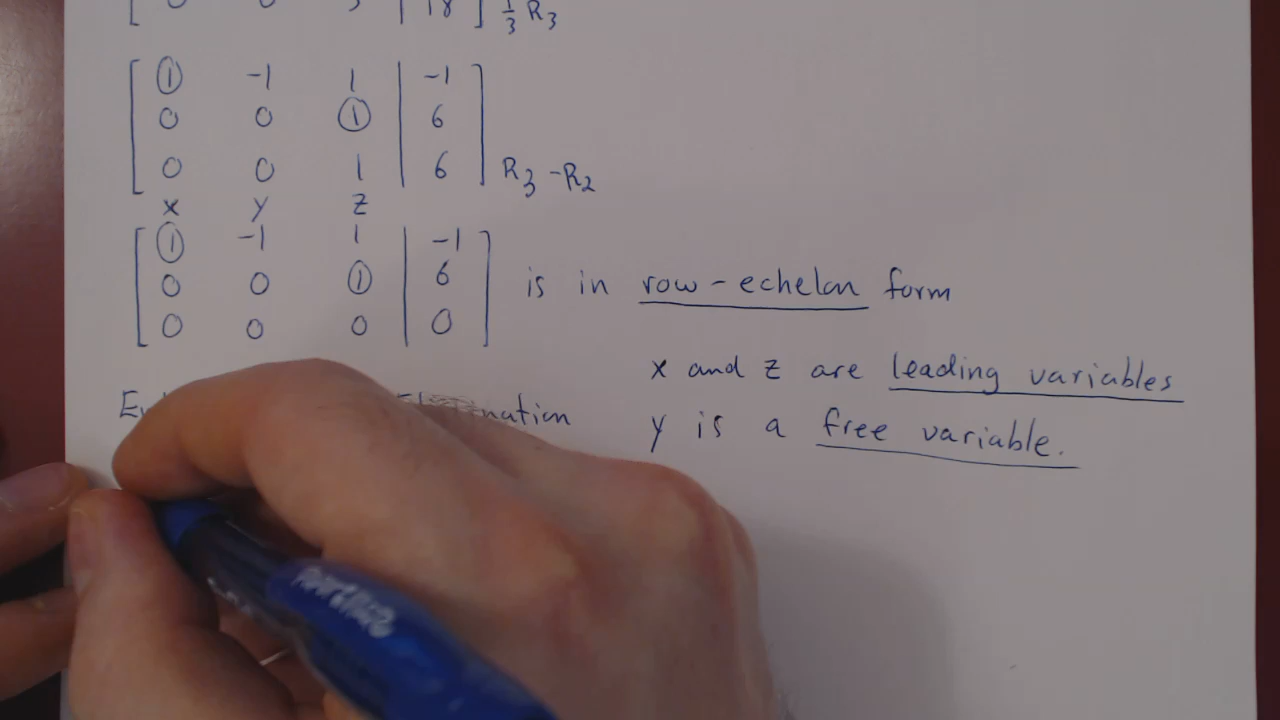 18 ] 1/3 R3
[ 1 -1 1 | -1 ]
[ 0 0 1 | 6 ]
[ 0 0 1 | 6 ] R3 - R2
x y z
[ 1 -1 1 | -1 ]
[ 0 0 1 | 6 ] is in row-echelon form
[ 0 0 0 | 0 ]
x and z are leading variables
y is a free variable.